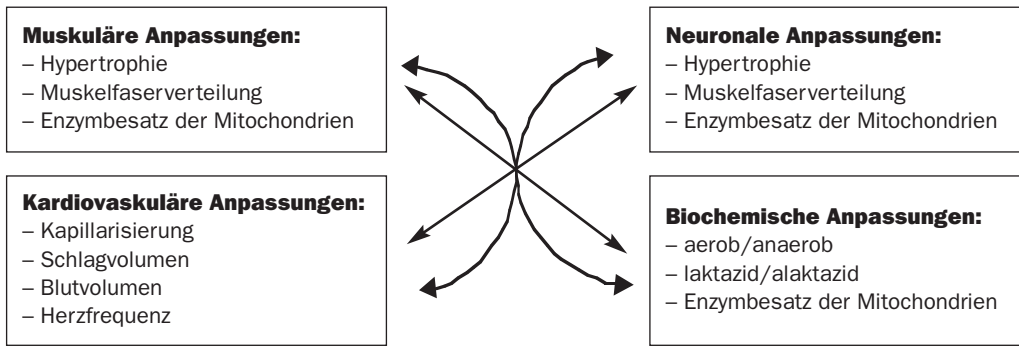 Muskuläre Anpassungen:
– Hypertrophie
– Muskelfaserverteilung
– Enzymbesatz der Mitochondrien
Neuronale Anpassungen:
– Hypertrophie
– Muskelfaserverteilung
– Enzymbesatz der Mitochondrien
Kardiovaskuläre Anpassungen:
– Kapillarisierung
– Schlagvolumen
– Blutvolumen
– Herzfrequenz
Biochemische Anpassungen:
– aerob/anaerob
– laktazid/alaktazid
– Enzymbesatz der Mitochondrien